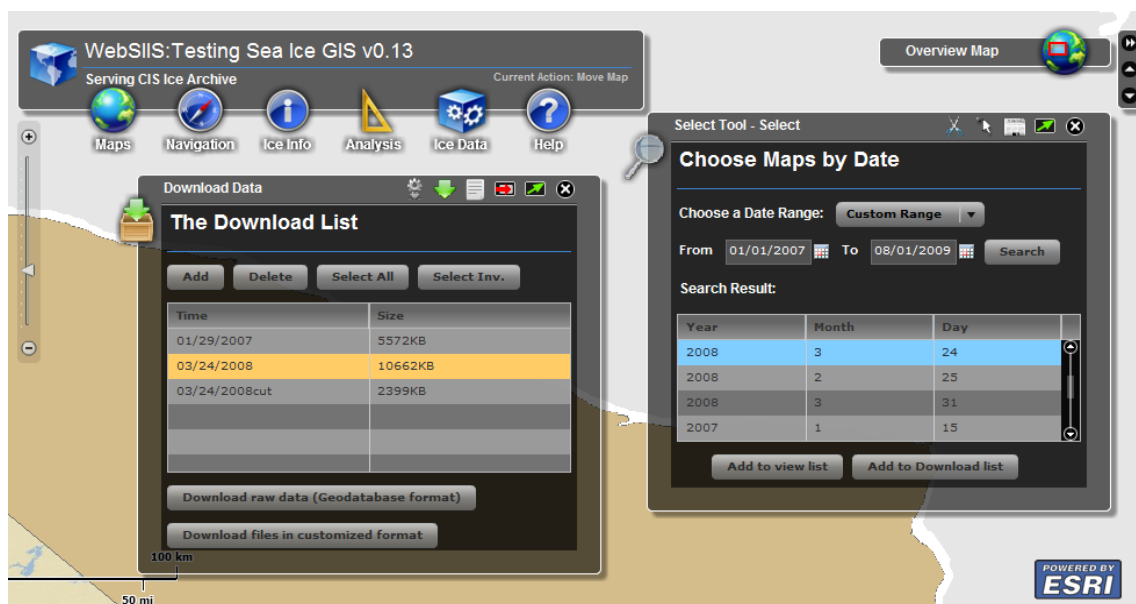 WebSIIS:Testing Sea Ice GIS v0.13
Serving CIS Ice Archive
Current Action: Move Map
Maps Navigation Ice Info Analysis Ice Data Help
Overview Map
Download Data
The Download List
Add Delete Select All Select Inv.
Time Size
01/29/2007 5572KB
03/24/2008 10662KB
03/24/2008cut 2399KB
Download raw data (Geodatabase format)
Download files in customized format
100 km
50 mi
Select Tool - Select
Choose Maps by Date
Choose a Date Range: Custom Range
From 01/01/2007 To 08/01/2009 Search
Search Result:
Year Month Day
2008 3 24
2008 2 25
2008 3 31
2007 1 15
Add to view list Add to Download list
POWERED BY
ESRI